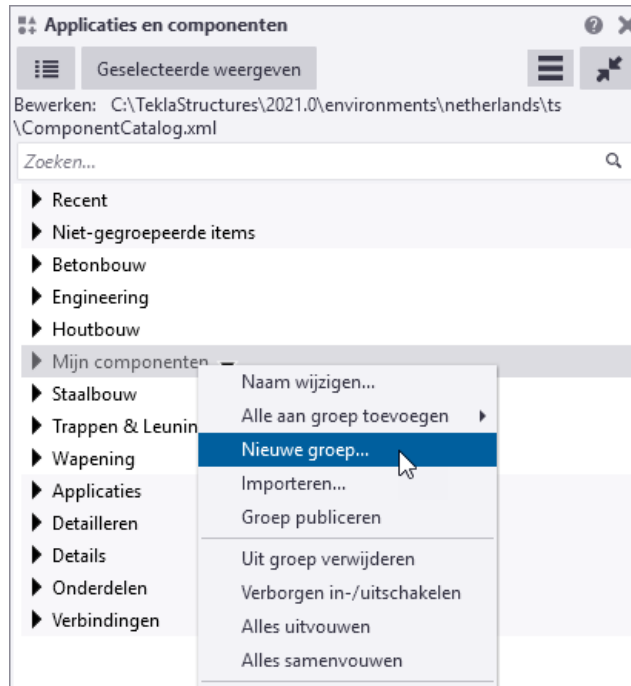 Applicaties en componenten
Geselecteerde weergeven
Bewerken: C:\TeklaStructures\2021.0\environments\netherlands\ts
\ComponentCatalog.xml
Zoeken...
Recent
Niet-gegroepeerde items
Betonbouw
Engineering
Houtbouw
Mijn componenten
Staalbouw
Trappen & Leunin
Wapening
Applicaties
Detailleren
Details
Onderdelen
Verbindingen
Naam wijzigen...
Alle aan groep toevoegen
Nieuwe groep...
Importeren...
Groep publiceren
Uit groep verwijderen
Verborgen in-/uitschakelen
Alles uitvouwen
Alles samenvouwen